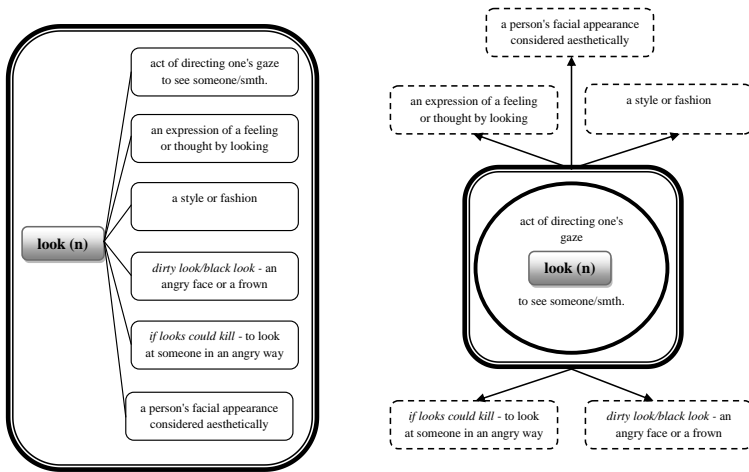 act of directing one's gaze
to see someone/smth.
an expression of a feeling
or thought by looking
a style or fashion
look (n)
dirty look/black look - an
angry face or a frown
if looks could kill - to look
at someone in an angry way
a person's facial appearance
considered aesthetically
a person's facial appearance
considered aesthetically
an expression of a feeling
or thought by looking
a style or fashion
act of directing one's
gaze
look (n)
to see someone/smth.
if looks could kill - to look
at someone in an angry way
dirty look/black look - an
angry face or a frown